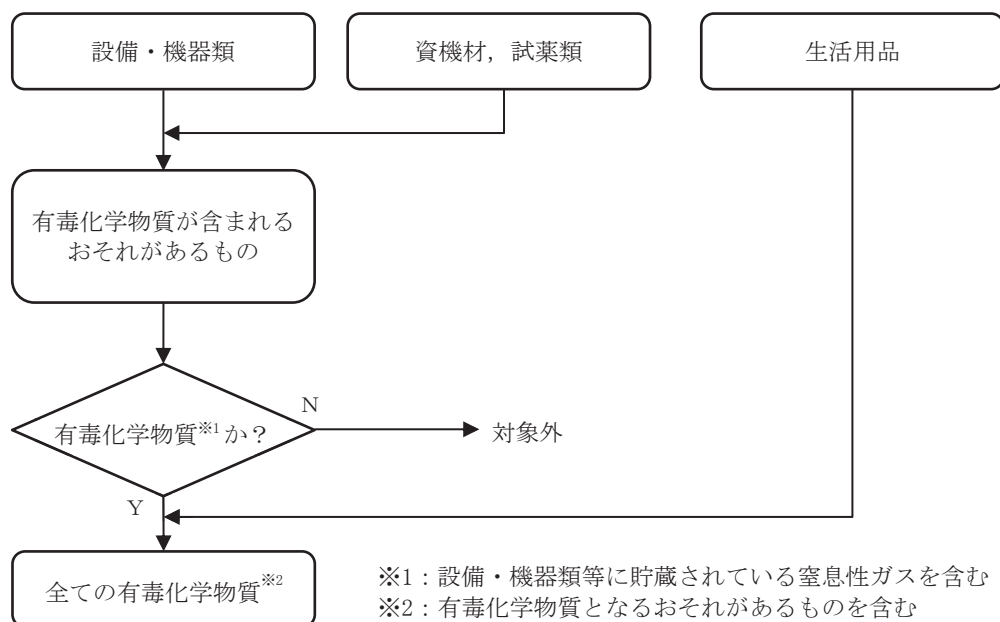 設備・機器類
資機材，試薬類
生活用品
有毒化学物質が含まれる
おそれがあるもの
有毒化学物質※1か？
N
対象外
Y
全ての有毒化学物質※2
※1：設備・機器類等に貯蔵されている窒息性ガスを含む
※2：有毒化学物質となるおそれがあるものを含む